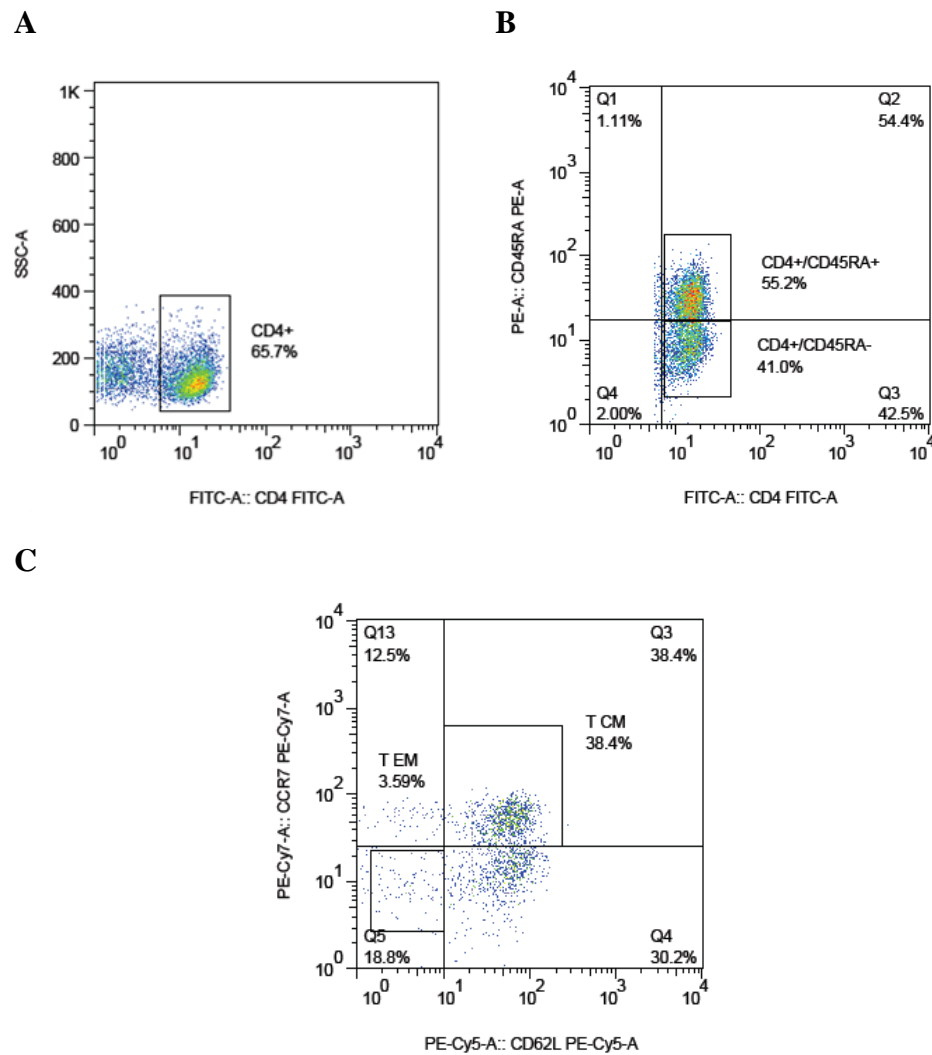 A
1K
800
600
400
200
0
SSC-A
CD4+
65.7%
10^0
10^1
10^2
10^3
10^4
FITC-A:: CD4 FITC-A
B
10^4
10^3
10^2
10^1
0
PE-A:: CD45RA PE-A
Q1
1.11%
Q2
54.4%
CD4+/CD45RA+
55.2%
CD4+/CD45RA-
41.0%
Q4
2.00%
Q3
42.5%
10^0
10^1
10^2
10^3
10^4
FITC-A:: CD4 FITC-A
C
10^4
10^3
10^2
10^1
10^0
PE-Cy7-A:: CCR7 PE-Cy7-A
Q13
12.5%
Q3
38.4%
T CM
38.4%
T EM
3.59%
Q5
18.8%
Q4
30.2%
10^0
10^1
10^2
10^3
10^4
PE-Cy5-A:: CD62L PE-Cy5-A